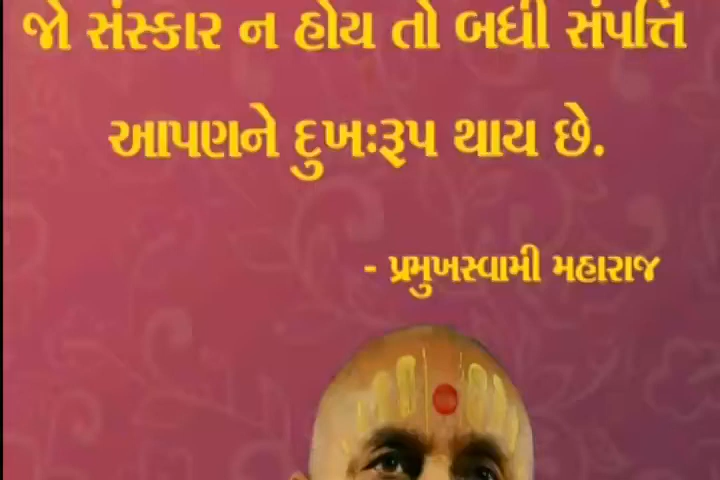 જો સંસ્કાર ન હોય તો બધી સંપત્તિ
આપણને દુખઃરૂપ થાય છે.
- પ્રમુખસ્વામી મહારાજ